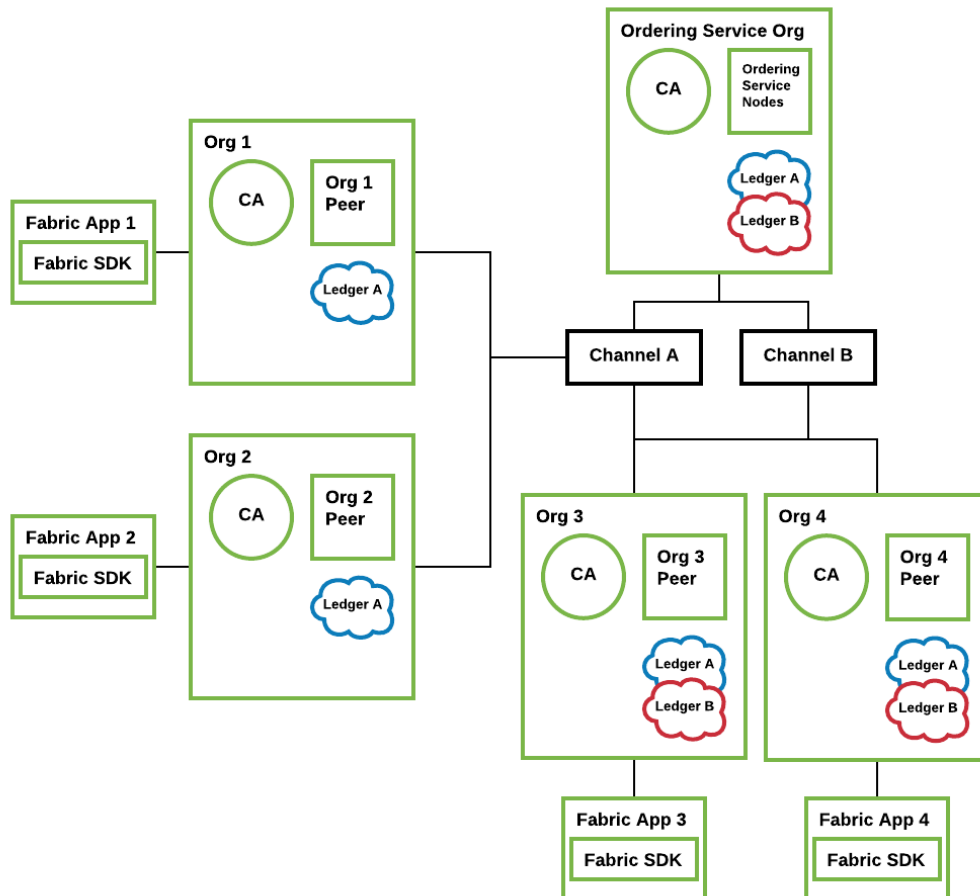 Ordering Service Org
CA
Ordering
Service
Nodes
Ledger A
Ledger B
Org 1
CA
Org 1
Peer
Ledger A
Fabric App 1
Fabric SDK
Channel A
Channel B
Org 2
CA
Org 2
Peer
Ledger A
Fabric App 2
Fabric SDK
Org 3
CA
Org 3
Peer
Ledger A
Ledger B
Org 4
CA
Org 4
Peer
Ledger A
Ledger B
Fabric App 3
Fabric SDK
Fabric App 4
Fabric SDK